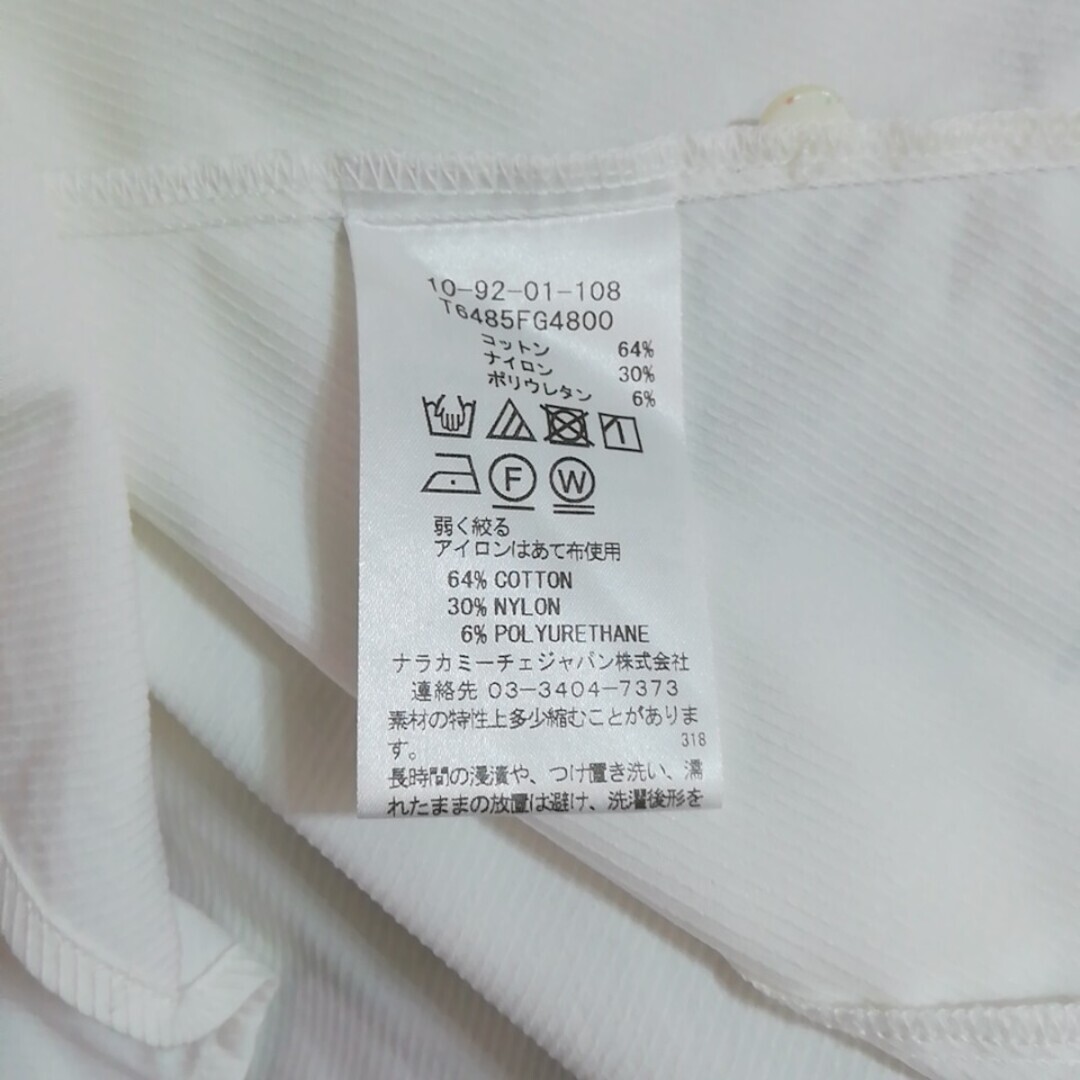 10-92-01-108
T6485FG4800
コットン 64%
ナイロン 30%
ポリウレタン 6%
F W
弱く絞る
アイロンはあて布使用
64% COTTON
30% NYLON
6% POLYURETHANE
ナラカミーチェジャパン株式会社
連絡先 03-3404-7373
素材の特性上多少縮むことがありま
す。 318
長時間の浸漬や、つけ置き洗い、濡
れたままの放置は避け、洗濯後形を